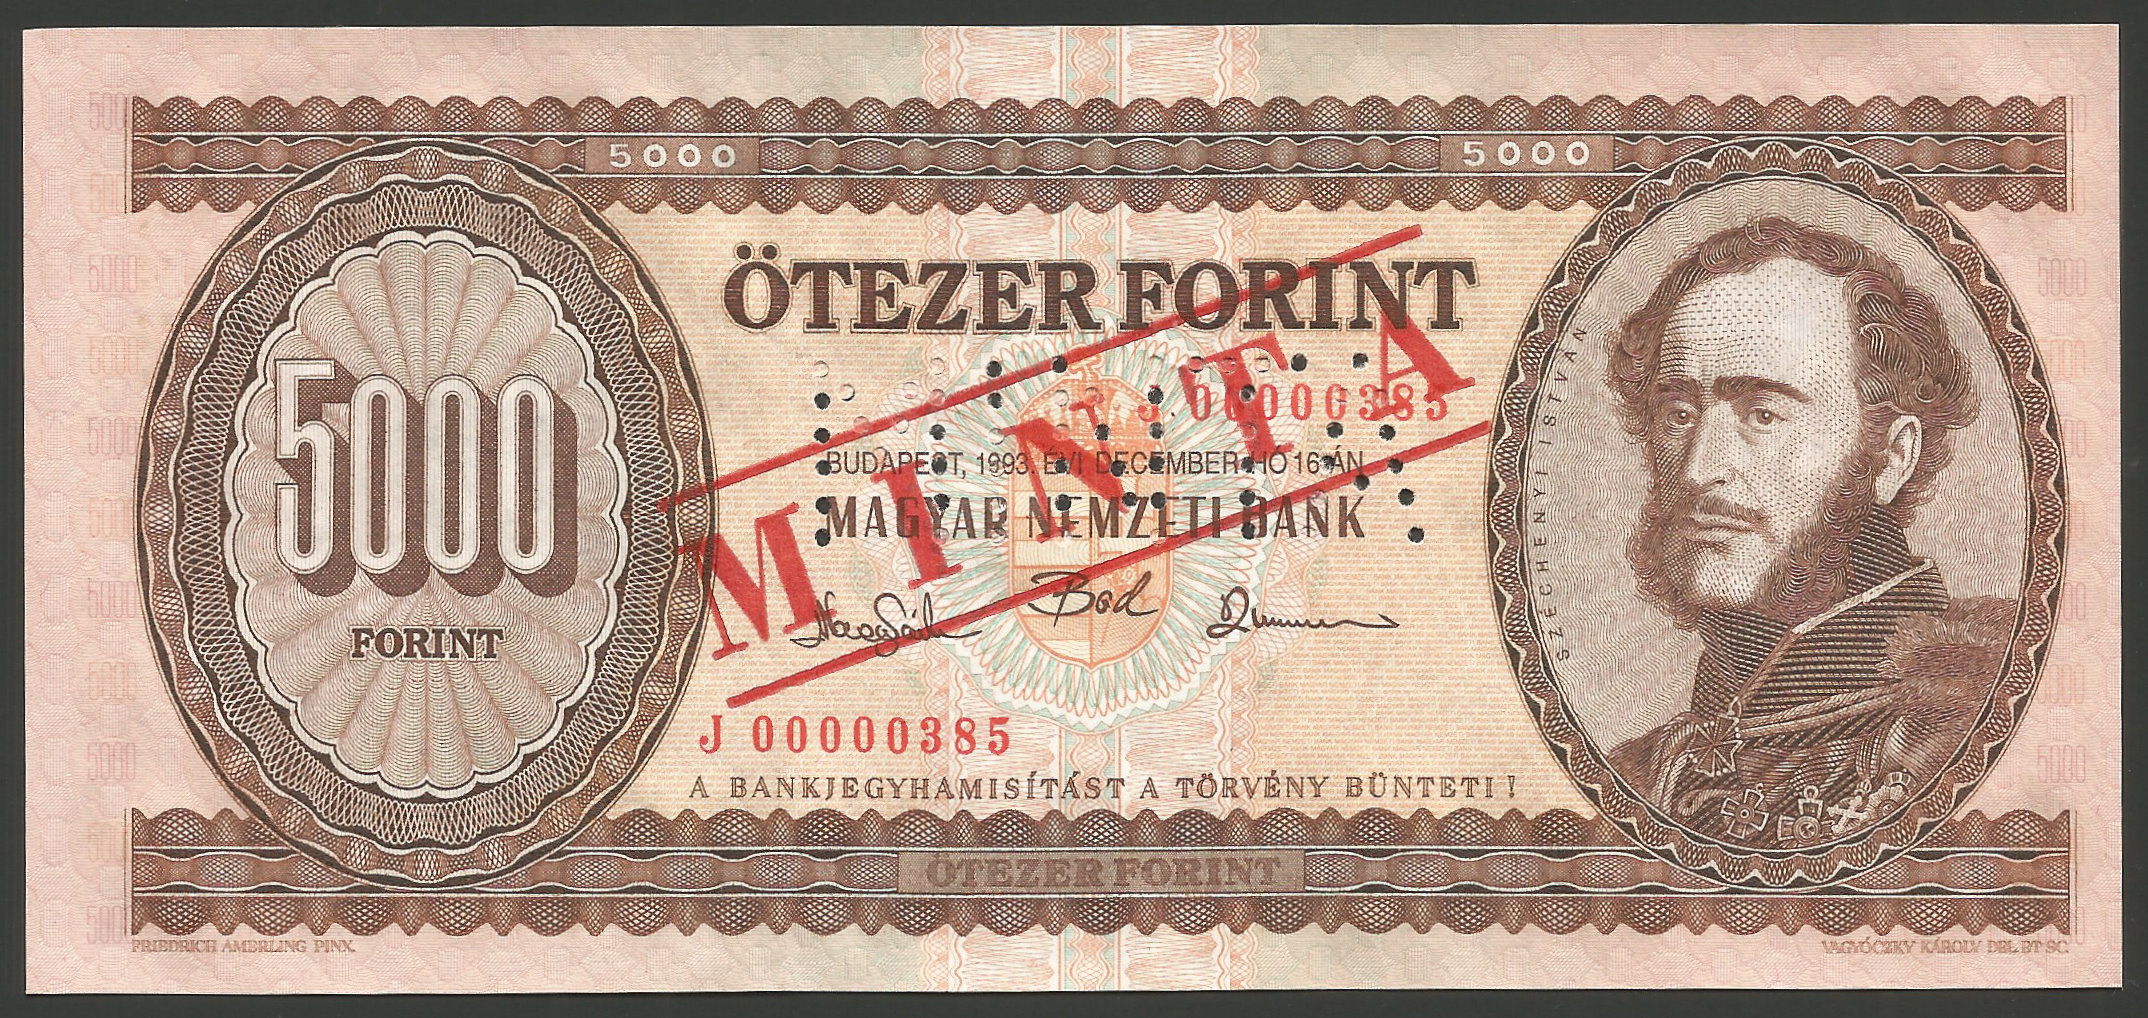 5000 5000
ÖTEZER FORINT
J 00000385
BUDAPEST, 1993. ÉVI DECEMBER HÓ 16-ÁN
MAGYAR NEMZETI BANK
MINTA
5000
FORINT
SZÉCHENYI ISTVÁN
J 00000385
A BANKJEGYHAMISÍTÁST A TÖRVÉNY BÜNTETI !
ÖTEZER FORINT
FRIEDRICH AMERLING PINX.
VAGYÓCZKY KÁROLY DEL. ET SC.